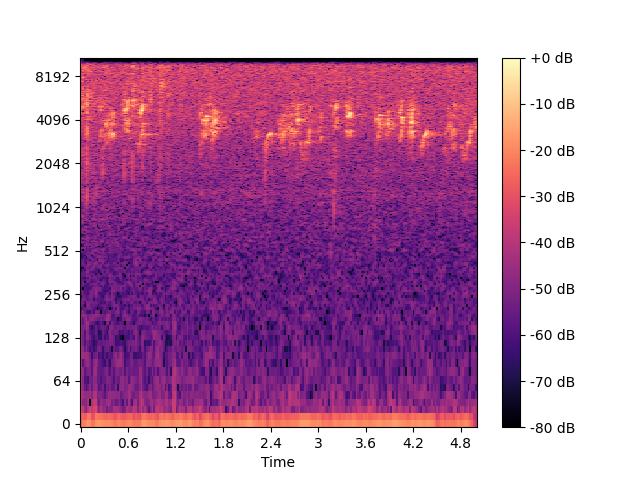 +0 dB
8192
-10 dB
4096
-20 dB
2048
-30 dB
1024
Hz
-40 dB
512
-50 dB
256
-60 dB
128
-70 dB
64
0
-80 dB
0 0.6 1.2 1.8 2.4 3 3.6 4.2 4.8
Time